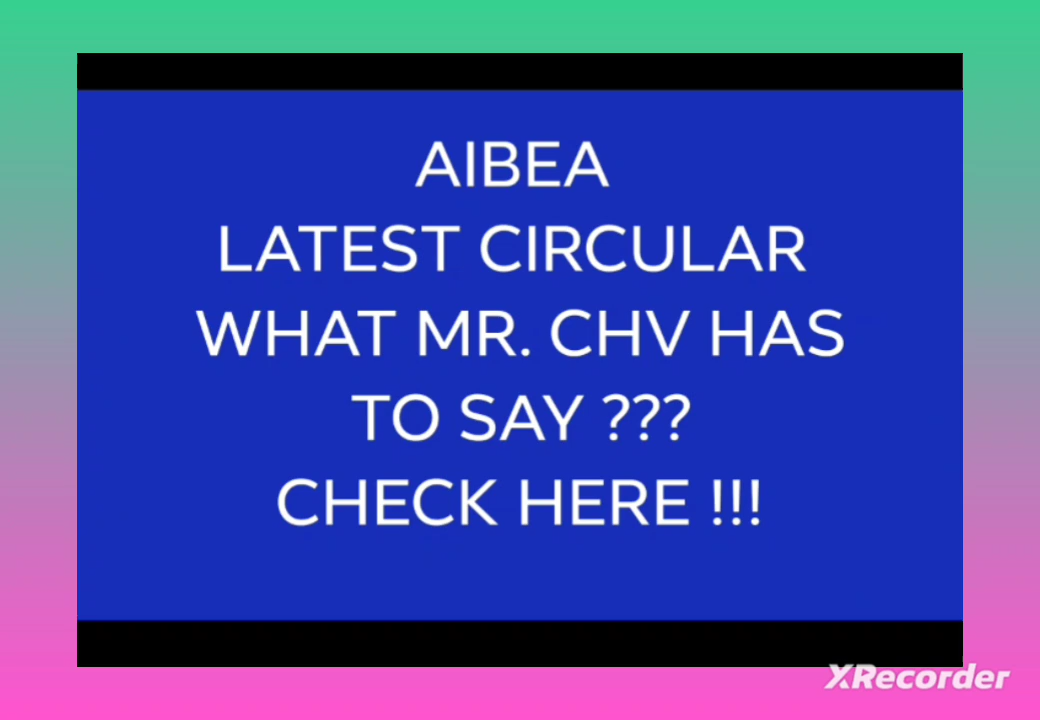 AIBEA
LATEST CIRCULAR
WHAT MR. CHV HAS
TO SAY ???
CHECK HERE !!!
XRecorder